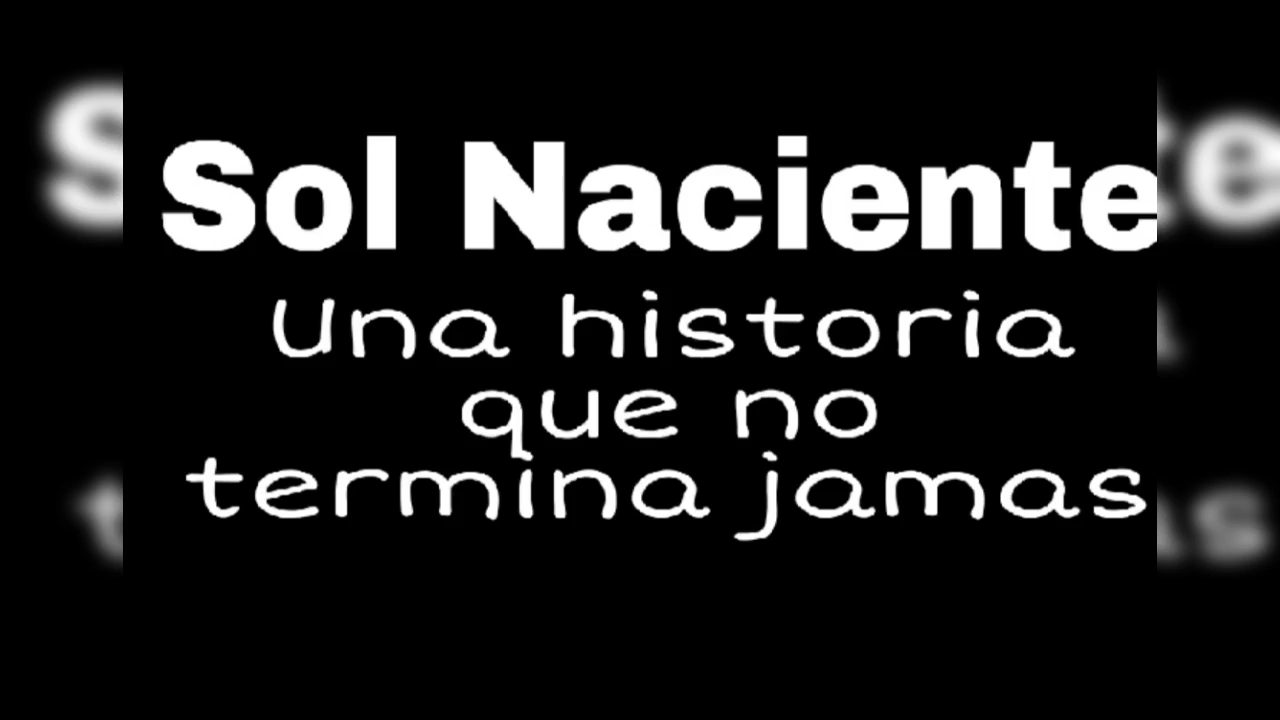 Sol Naciente
Una historia
que no
termina jamas